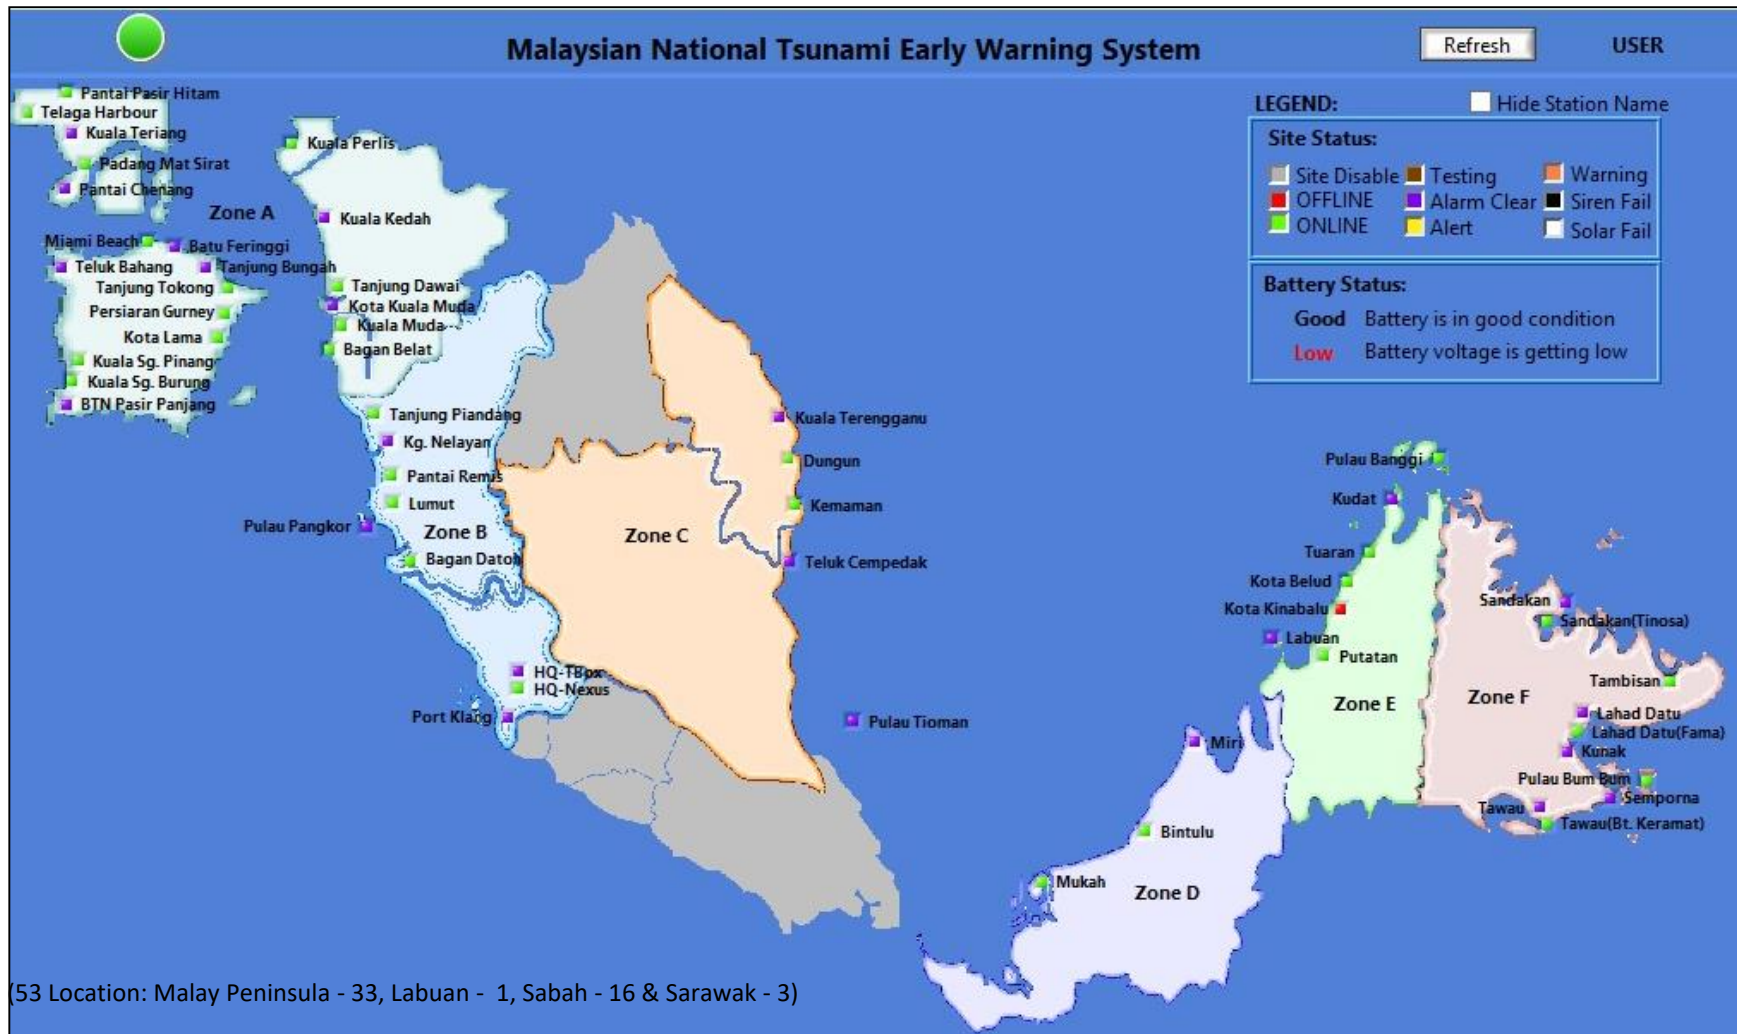 Malaysian National Tsunami Early Warning System
Refresh
USER
Pantai Pasir Hitam
Telaga Harbour
Kuala Teriang
Padang Mat Sirat
Pantai Chenang
Zone A
Kuala Perlis
Kuala Kedah
Miami Beach
Batu Feringgi
Teluk Bahang
Tanjung Bungah
Tanjung Tokong
Persiaran Gurney
Kota Lama
Kuala Sg. Pinang
Kuala Sg. Burung
BTN Pasir Panjang
Tanjung Dawai
Kota Kuala Muda
Kuala Muda
Bagan Belat
Tanjung Piandang
Kg. Nelayan
Pantai Remis
Lumut
Pulau Pangkor
Zone B
Bagan Datoh
HQ-TBox
HQ-Nexus
Port Klang
Zone C
Kuala Terengganu
Dungun
Kemaman
Teluk Cempedak
Pulau Tioman
LEGEND:
Hide Station Name
Site Status:
Site Disable
Testing
Warning
OFFLINE
Alarm Clear
Siren Fail
ONLINE
Alert
Solar Fail
Battery Status:
Good Battery is in good condition
Low Battery voltage is getting low
Pulau Banggi
Kudat
Tuaran
Kota Belud
Kota Kinabalu
Labuan
Putatan
Zone E
Sandakan
Sandakan(Tinosa)
Tambisan
Zone F
Lahad Datu
Lahad Datu(Fama)
Kunak
Pulau Bum Bum
Semporna
Tawau
Tawau(Bt. Keramat)
Miri
Bintulu
Mukah
Zone D
(53 Location: Malay Peninsula - 33, Labuan - 1, Sabah - 16 & Sarawak - 3)